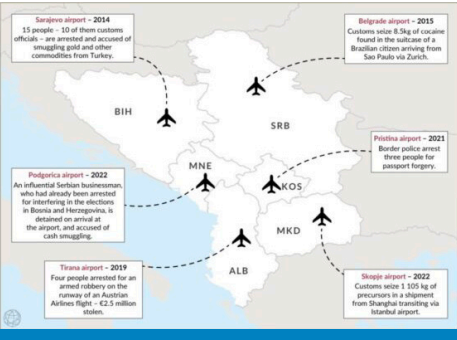 Sarajevo airport – 2014
15 people – 10 of them customs
officials – are arrested and accused of
smuggling gold and other
commodities from Turkey.
Belgrade airport – 2015
Customs seize 8.5kg of cocaine
found in the suitcase of a
Brazilian citizen arriving from
Sao Paulo via Zurich.
BIH
SRB
Pristina airport – 2021
Border police arrest
three people for
passport forgery.
MNE
KOS
Podgorica airport – 2022
An influential Serbian businessman,
who had already been arrested
for interfering in the elections
in Bosnia and Herzegovina, is
detained on arrival at
the airport, and accused of
cash smuggling.
MKD
ALB
Tirana airport – 2019
Four people arrested for an
armed robbery on the
runway of an Austrian
Airlines flight – €2.5 million
stolen.
Skopje airport – 2022
Customs seize 1 105 kg of
precursors in a shipment
from Shanghai transiting via
Istanbul airport.